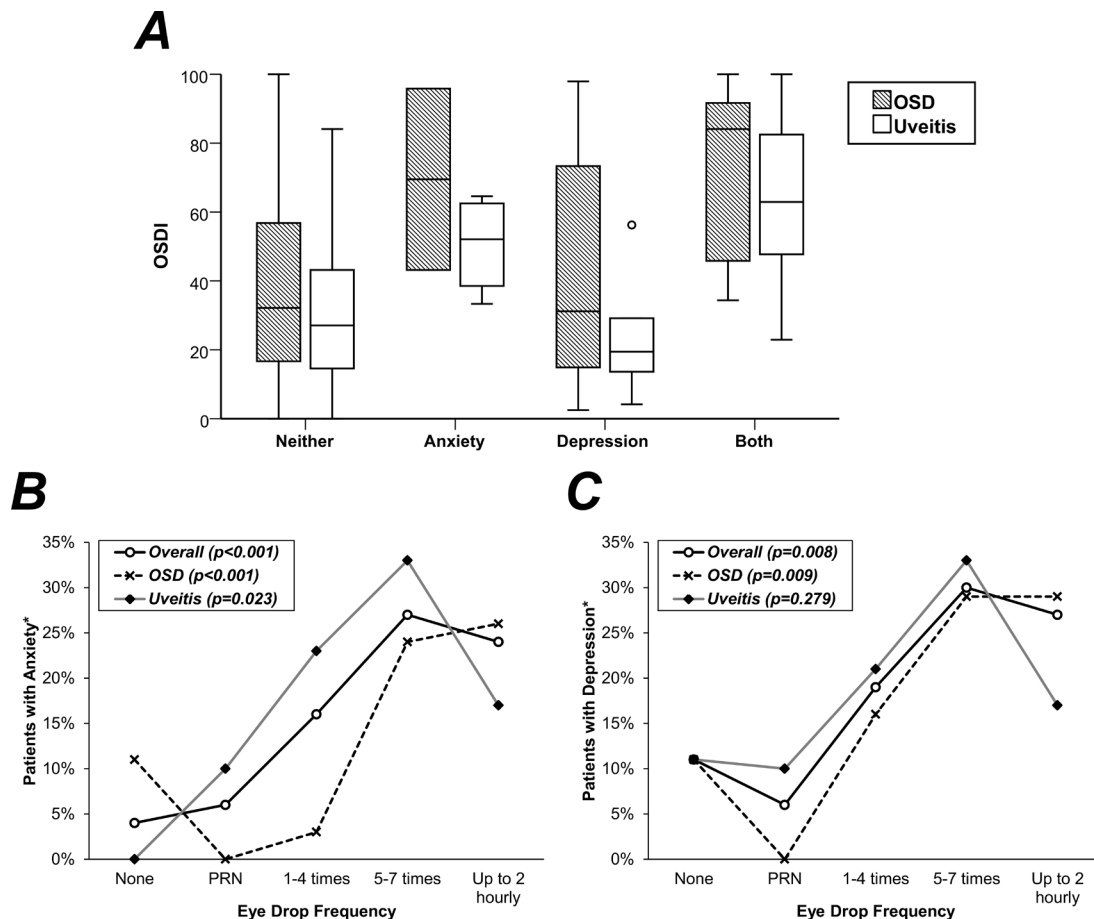 A
OSDI
100
80
60
40
20
0
Neither
Anxiety
Depression
Both
OSD
Uveitis
B
Patients with Anxiety*
35%
30%
25%
20%
15%
10%
5%
0%
Overall (p<0.001)
OSD (p<0.001)
Uveitis (p=0.023)
None
PRN
1-4 times
5-7 times
Up to 2
hourly
Eye Drop Frequency
C
Patients with Depression*
35%
30%
25%
20%
15%
10%
5%
0%
Overall (p=0.008)
OSD (p=0.009)
Uveitis (p=0.279)
None
PRN
1-4 times
5-7 times
Up to 2
hourly
Eye Drop Frequency